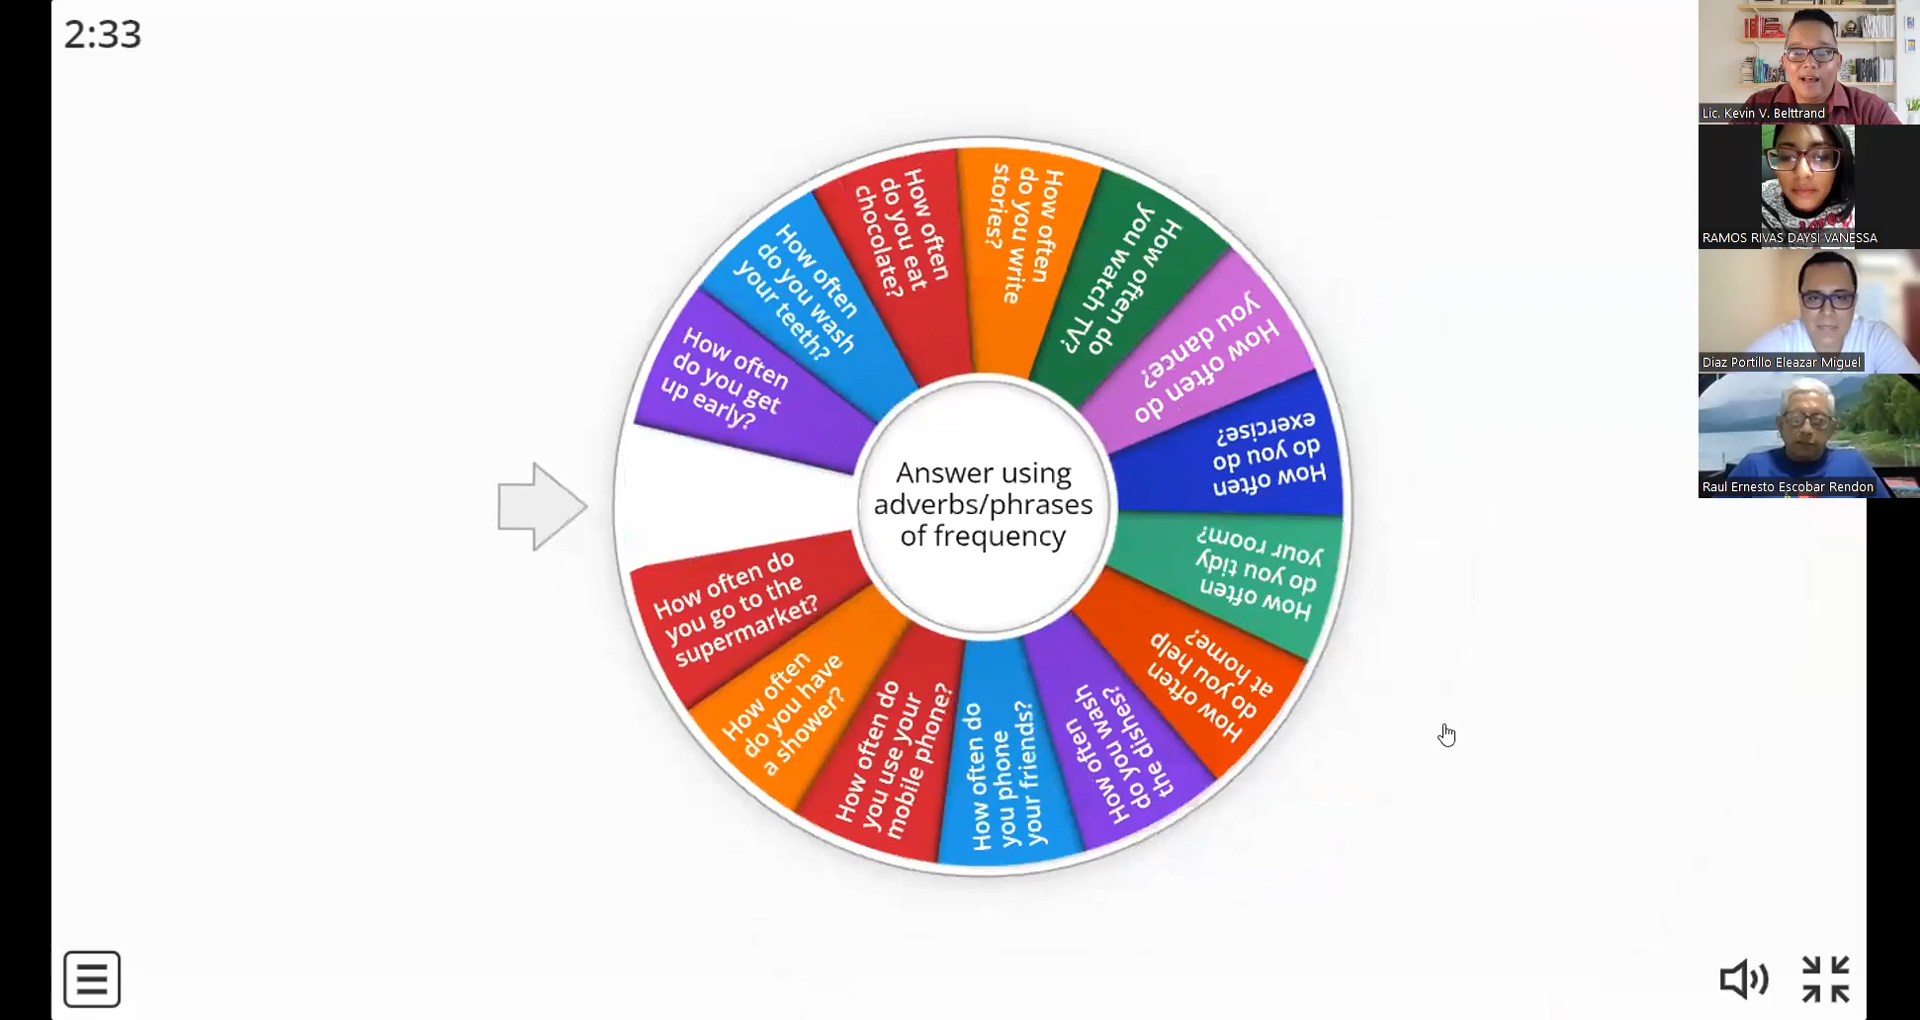 2:33
How often
do you get
up early?
How often
do you wash
your teeth?
How often
do you eat
chocolate?
How often
do you write
stories?
How often do
you watch TV?
How often do
you dance?
How often
do you do
exercise?
How often
do you tidy
your room?
How often
do you help
at home?
How often
do you wash
the dishes?
How often do
you phone
your friends?
How often do
you use your
mobile phone?
How often
do you have
a shower?
How often do
you go to the
supermarket?
Answer using
adverbs/phrases
of frequency
Lic. Kevin V. Belttrand
RAMOS RIVAS DAYSI VANESSA
Diaz Portillo Eleazar Miguel
Raul Ernesto Escobar Rendon